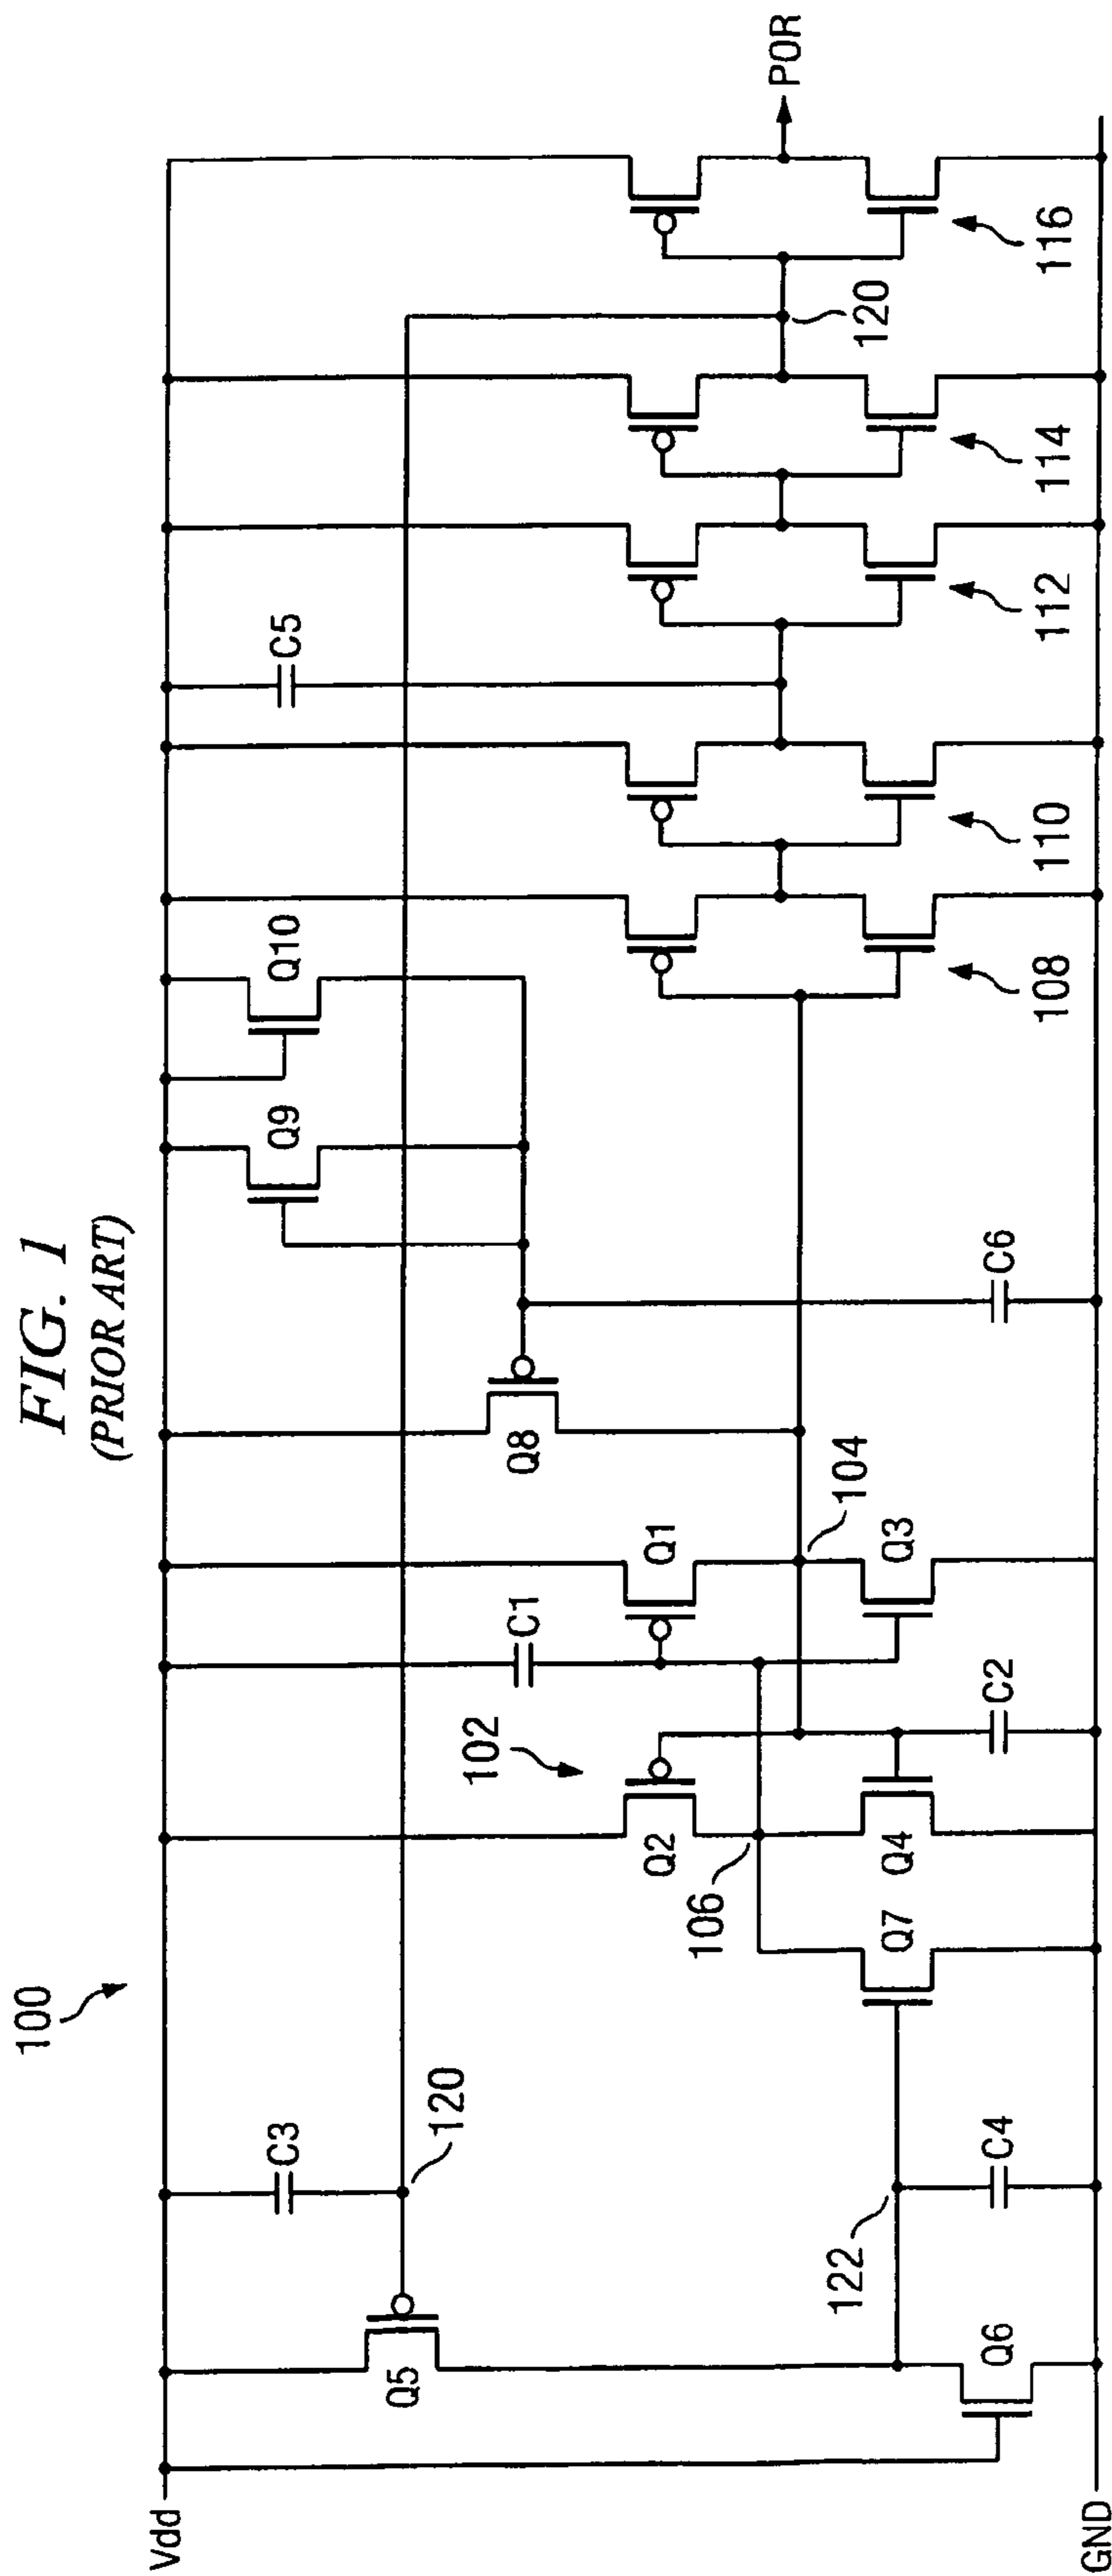 FIG. 1
(PRIOR ART)
100
Vdd
GND
C3
120
Q5
Q6
122
C4
Q7
106
Q2
102
Q4
C2
C1
Q1
Q3
104
Q8
C6
Q9
Q10
108
110
C5
112
114
120
116
POR